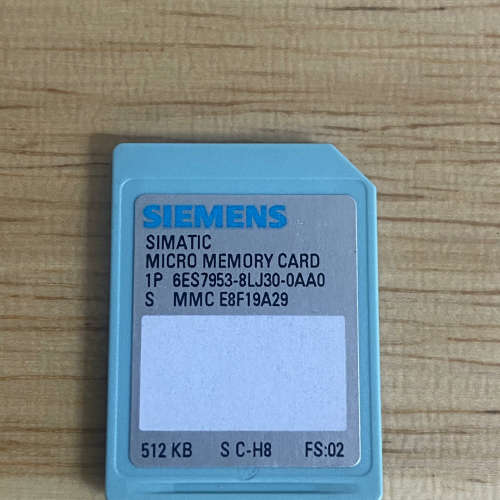 SIEMENS
SIMATIC
MICRO MEMORY CARD
1P 6ES7953-8LJ30-0AA0
S MMC E8F19A29
512 KB S C-H8 FS:02